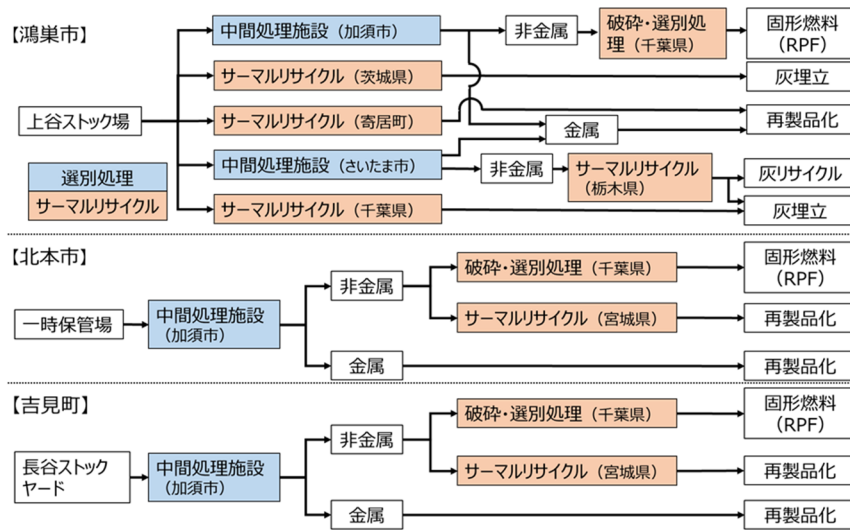 【鴻巣市】
中間処理施設（加須市）
非金属
破砕・選別処
理（千葉県）
固形燃料
（RPF）
サーマルリサイクル（茨城県）
灰埋立
上谷ストック場
サーマルリサイクル（寄居町）
金属
再製品化
中間処理施設（さいたま市）
非金属
サーマルリサイクル
（栃木県）
灰リサイクル
選別処理
サーマルリサイクル
サーマルリサイクル（千葉県）
灰埋立
【北本市】
一時保管場
中間処理施設
（加須市）
非金属
破砕・選別処理（千葉県）
固形燃料
（RPF）
サーマルリサイクル（宮城県）
再製品化
金属
再製品化
【吉見町】
長谷ストック
ヤード
中間処理施設
（加須市）
非金属
破砕・選別処理（千葉県）
固形燃料
（RPF）
サーマルリサイクル（宮城県）
再製品化
金属
再製品化